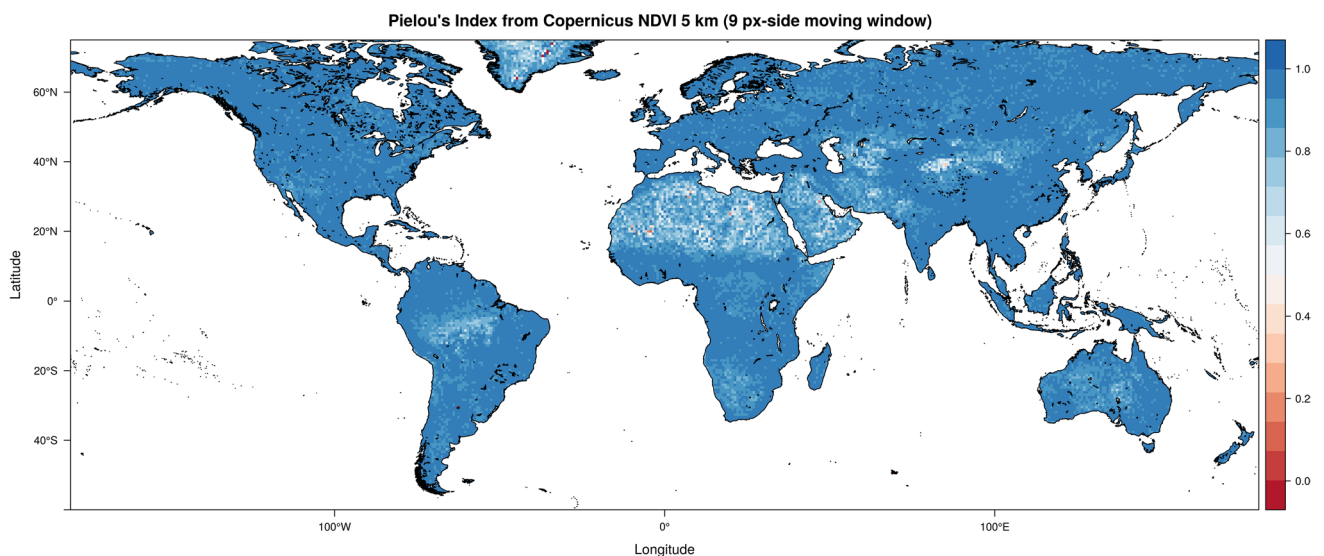 Pielou's Index from Copernicus NDVI 5 km (9 px-side moving window)
60°N
40°N
20°N
0°
20°S
40°S
Latitude
100°W
0°
100°E
Longitude
1.0
0.8
0.6
0.4
0.2
0.0